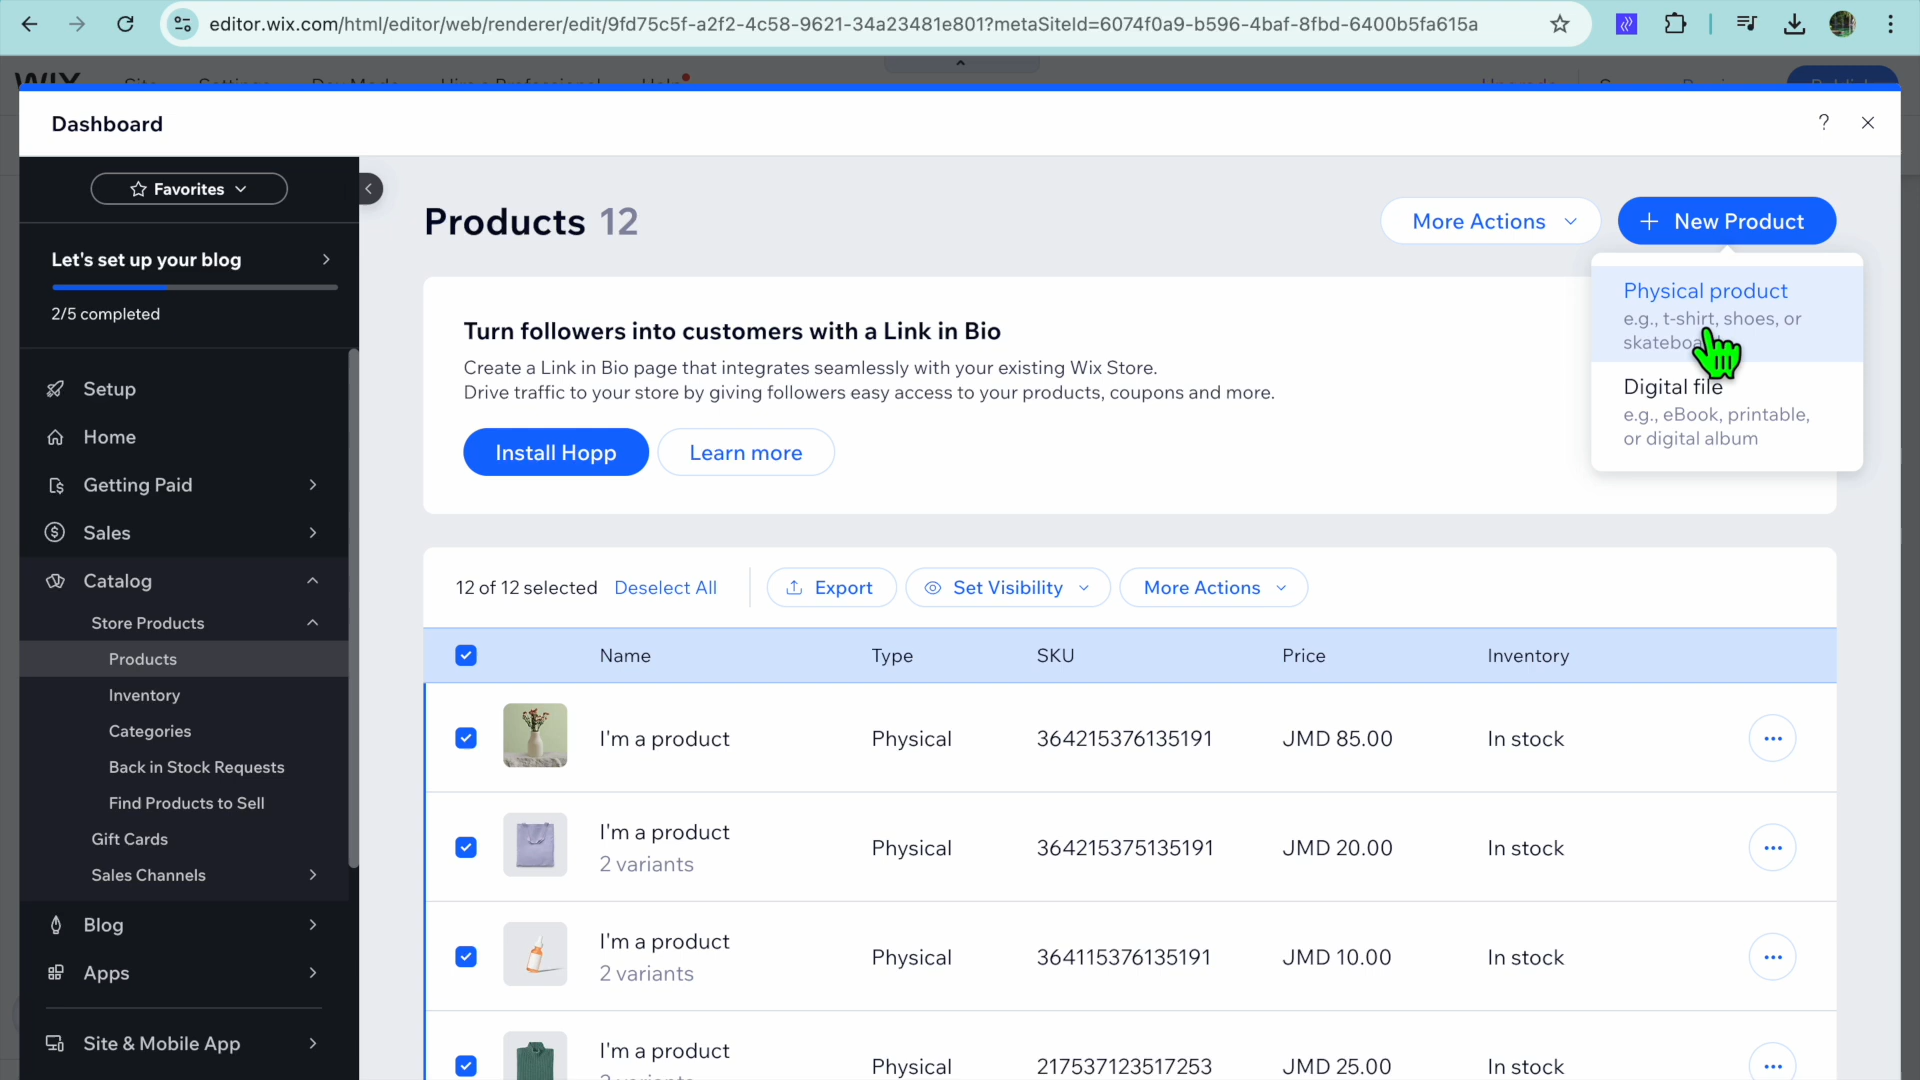 editor.wix.com/html/editor/web/renderer/edit/9fd75c5f-a2f2-4c58-9621-34a23481e801?metaSiteId=6074f0a9-b596-4baf-8fbd-6400b5fa615a
Dashboard
?
Favorites
Let's set up your blog
2/5 completed
Setup
Home
Getting Paid
Sales
Catalog
Store Products
Products
Inventory
Categories
Back in Stock Requests
Find Products to Sell
Gift Cards
Sales Channels
Blog
Apps
Site & Mobile App
Products 12
More Actions
+ New Product
Physical product
e.g., t-shirt, shoes, or
Digital file
e.g., eBook, printable,
or digital album
Turn followers into customers with a Link in Bio
Create a Link in Bio page that integrates seamlessly with your existing Wix Store.
Drive traffic to your store by giving followers easy access to your products, coupons and more.
Install Hopp
Learn more
12 of 12 selected Deselect All Export Set Visibility More Actions
Name Type SKU Price Inventory
I'm a product Physical 364215376135191 JMD 85.00 In stock
I'm a product Physical 364215375135191 JMD 20.00 In stock
2 variants
I'm a product Physical 364115376135191 JMD 10.00 In stock
2 variants
I'm a product Physical 217537123517253 JMD 25.00 In stock